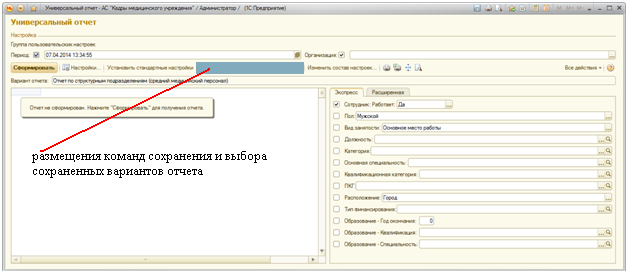 Универсальный отчет - АС "Кадры медицинского учреждения" / Администратор / (1С:Предприятие)
M M+ M-
Универсальный отчет
Настройка
Группа пользовательских настроек
Период: 07.04.2014 13:34:55 Организация:
Сформировать Настройки... Установить стандартные настройки Изменить состав настроек... Все действия
Вариант отчета: Отчет по структурным подразделениям (средний медицинский персонал)
Отчет не сформирован. Нажмите "Сформировать" для получения отчета.
размещения команд сохранения и выбора
сохраненных вариантов отчета
Экспресс Расширенная
Сотрудник: Работает: Да
Пол: Мужской
Вид занятости: Основное место работы
Должность:
Категория:
Основная специальность:
Квалификационная категория:
ПКГ
Расположение: Город
Тип финансирования:
Образование - Год окончания: 0
Образование - Квалификация:
Образование - Специальность: